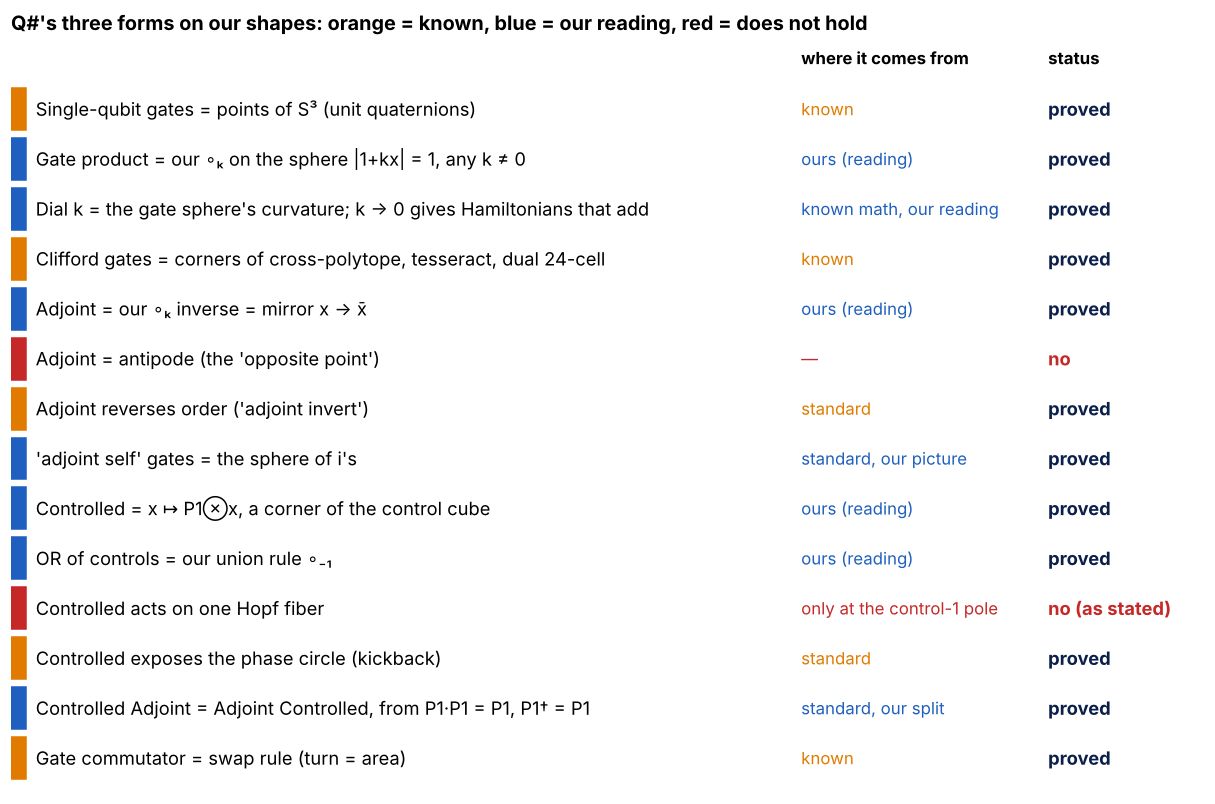 Q#'s three forms on our shapes: orange = known, blue = our reading, red = does not hold
where it comes from status
Single-qubit gates = points of S³ (unit quaternions) known proved
Gate product = our ∘ₖ on the sphere |1+kx| = 1, any k ≠ 0 ours (reading) proved
Dial k = the gate sphere's curvature; k → 0 gives Hamiltonians that add known math, our reading proved
Clifford gates = corners of cross-polytope, tesseract, dual 24-cell known proved
Adjoint = our ∘ₖ inverse = mirror x → x̄ ours (reading) proved
Adjoint = antipode (the 'opposite point') — no
Adjoint reverses order ('adjoint invert') standard proved
'adjoint self' gates = the sphere of i's standard, our picture proved
Controlled = x ↦ P1⊗x, a corner of the control cube ours (reading) proved
OR of controls = our union rule ∘₋₁ ours (reading) proved
Controlled acts on one Hopf fiber only at the control-1 pole no (as stated)
Controlled exposes the phase circle (kickback) standard proved
Controlled Adjoint = Adjoint Controlled, from P1·P1 = P1, P1† = P1 standard, our split proved
Gate commutator = swap rule (turn = area) known proved